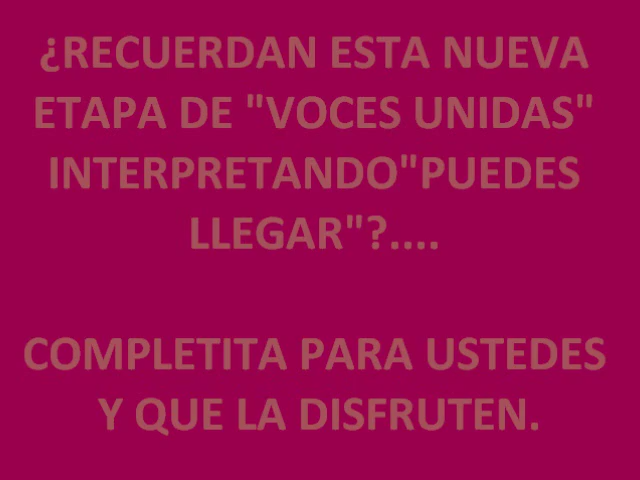 ¿RECUERDAN ESTA NUEVA
ETAPA DE "VOCES UNIDAS"
INTERPRETANDO"PUEDES
LLEGAR"?....
COMPLETITA PARA USTEDES
Y QUE LA DISFRUTEN.